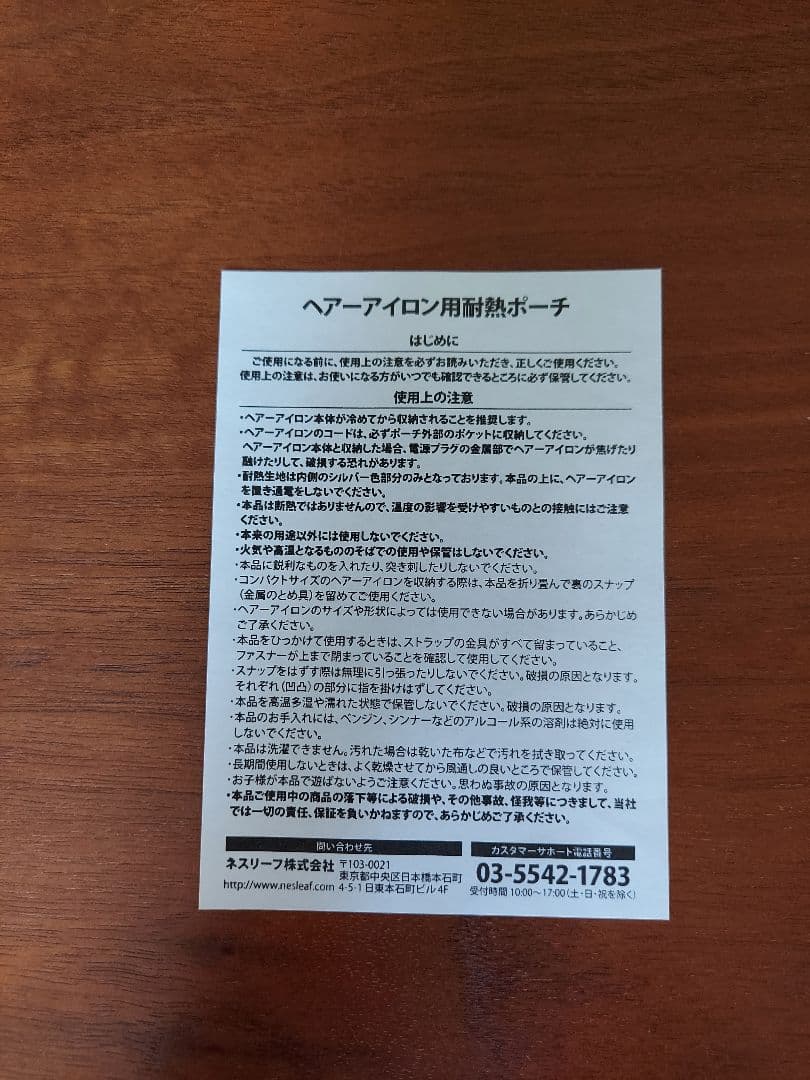 ヘアーアイロン用耐熱ポーチ
はじめに
ご使用になる前に、使用上の注意を必ずお読みいただき、正しくご使用ください。
使用上の注意は、お使いになる方がいつでも確認できるところに必ず保管してください。
使用上の注意
・ヘアーアイロン本体が冷めてから収納されることを推奨します。
・ヘアーアイロンのコードは、必ずポーチ外部のポケットに収納してください。
ヘアーアイロン本体と収納した場合、電源プラグの金属部でヘアーアイロンが焦げたり
融けたりして、破損する恐れがあります。
・耐熱生地は内側のシルバー色部分のみとなっております。本品の上に、ヘアーアイロン
を置き通電をしないでください。
・本品は断熱ではありませんので、温度の影響を受けやすいものとの接触にはご注意
ください。
・本来の用途以外には使用しないでください。
・火気や高温となるもののそばでの使用や保管はしないでください。
・本品に鋭利なものを入れたり、突き刺したりしないでください。
・コンパクトサイズのヘアーアイロンを収納する際は、本品を折り畳んで裏のスナップ
（金属のとめ具）を留めてご使用ください。
・ヘアーアイロンのサイズや形状によっては使用できない場合があります。あらかじめ
ご了承ください。
・本品をひっかけて使用するときは、ストラップの金具がすべて留まっていること、
ファスナーが上まで閉まっていることを確認して使用してください。
・スナップをはずす際は無理に引っ張ったりしないでください。破損の原因となります。
それぞれ（凹凸）の部分に指を掛けはずしてください。
・本品を高温多湿や濡れた状態で保管しないでください。破損の原因となります。
・本品のお手入れには、ベンジン、シンナーなどのアルコール系の溶剤は絶対に使用
しないでください。
・本品は洗濯できません。汚れた場合は乾いた布などで汚れを拭き取ってください。
・長期間使用しないときは、よく乾燥させてから風通しの良いところで保管してください。
・お子様が本品で遊ばないようご注意ください。思わぬ事故の原因となります。
・本品ご使用中の商品の落下等による破損や、その他事故、怪我等につきまして、当社
では一切の責任、保証を負いかねますので、あらかじめご了承ください。
問い合わせ先
ネスリーフ株式会社 〒103-0021
東京都中央区日本橋本石町
http://www.nesleaf.com 4-5-1 日東本石町ビル 4F
カスタマーサポート電話番号
03-5542-1783
受付時間 10:00～17:00（土・日・祝を除く）